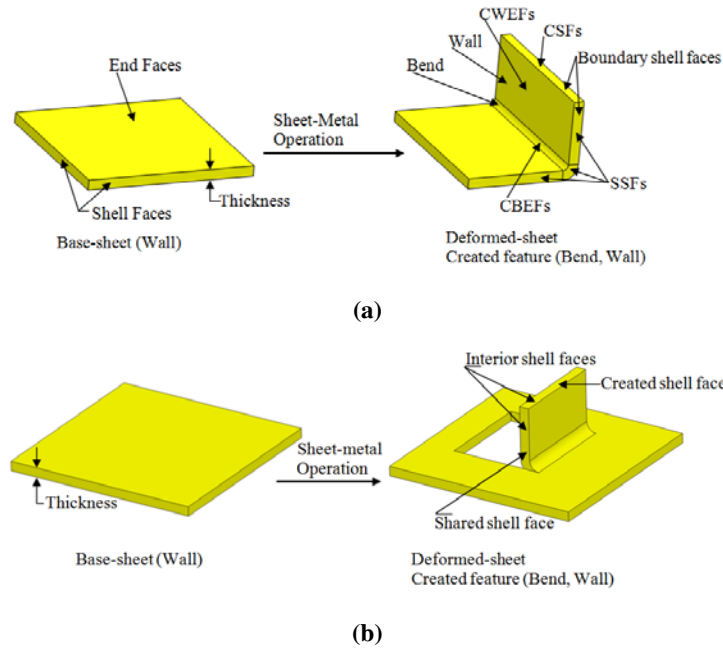 CWEFs
CSFs
End Faces
Wall
Boundary shell faces
Bend
Sheet-Metal
Operation
SSFs
Thickness
Shell Faces
CBEFs
Base-sheet (Wall)
Deformed-sheet
Created feature (Bend, Wall)
(a)
Interior shell faces
Created shell face
Sheet-metal
Operation
Thickness
Shared shell face
Base-sheet (Wall)
Deformed-sheet
Created feature (Bend, Wall)
(b)